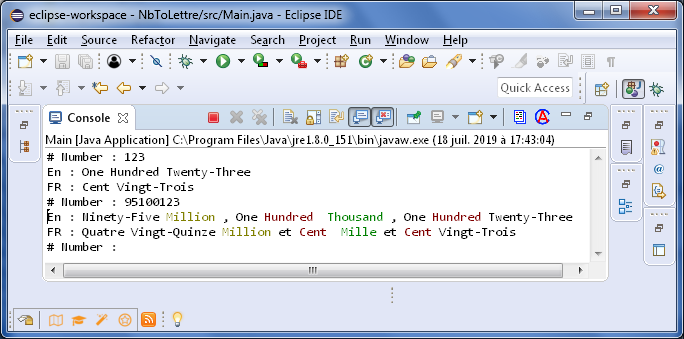 eclipse-workspace - NbToLettre/src/Main.java - Eclipse IDE
File Edit Source Refactor Navigate Search Project Run Window Help
Quick Access
Console
Main [Java Application] C:\Program Files\Java\jre1.8.0_151\bin\javaw.exe (18 juil. 2019 à 17:43:04)
# Number : 123
En : One Hundred Twenty-Three
FR : Cent Vingt-Trois
# Number : 95100123
En : Ninety-Five Million , One Hundred  Thousand , One Hundred Twenty-Three
FR : Quatre Vingt-Quinze Million et Cent  Mille et Cent Vingt-Trois
# Number :